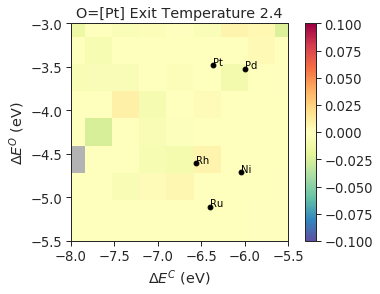 O=[Pt] Exit Temperature 2.4
−3.0
−3.5
−4.0
−4.5
−5.0
−5.5
ΔE^O (eV)
Pt
Pd
Rh
Ni
Ru
−8.0 −7.5 −7.0 −6.5 −6.0 −5.5
ΔE^C (eV)
0.100
0.075
0.050
0.025
0.000
−0.025
−0.050
−0.075
−0.100